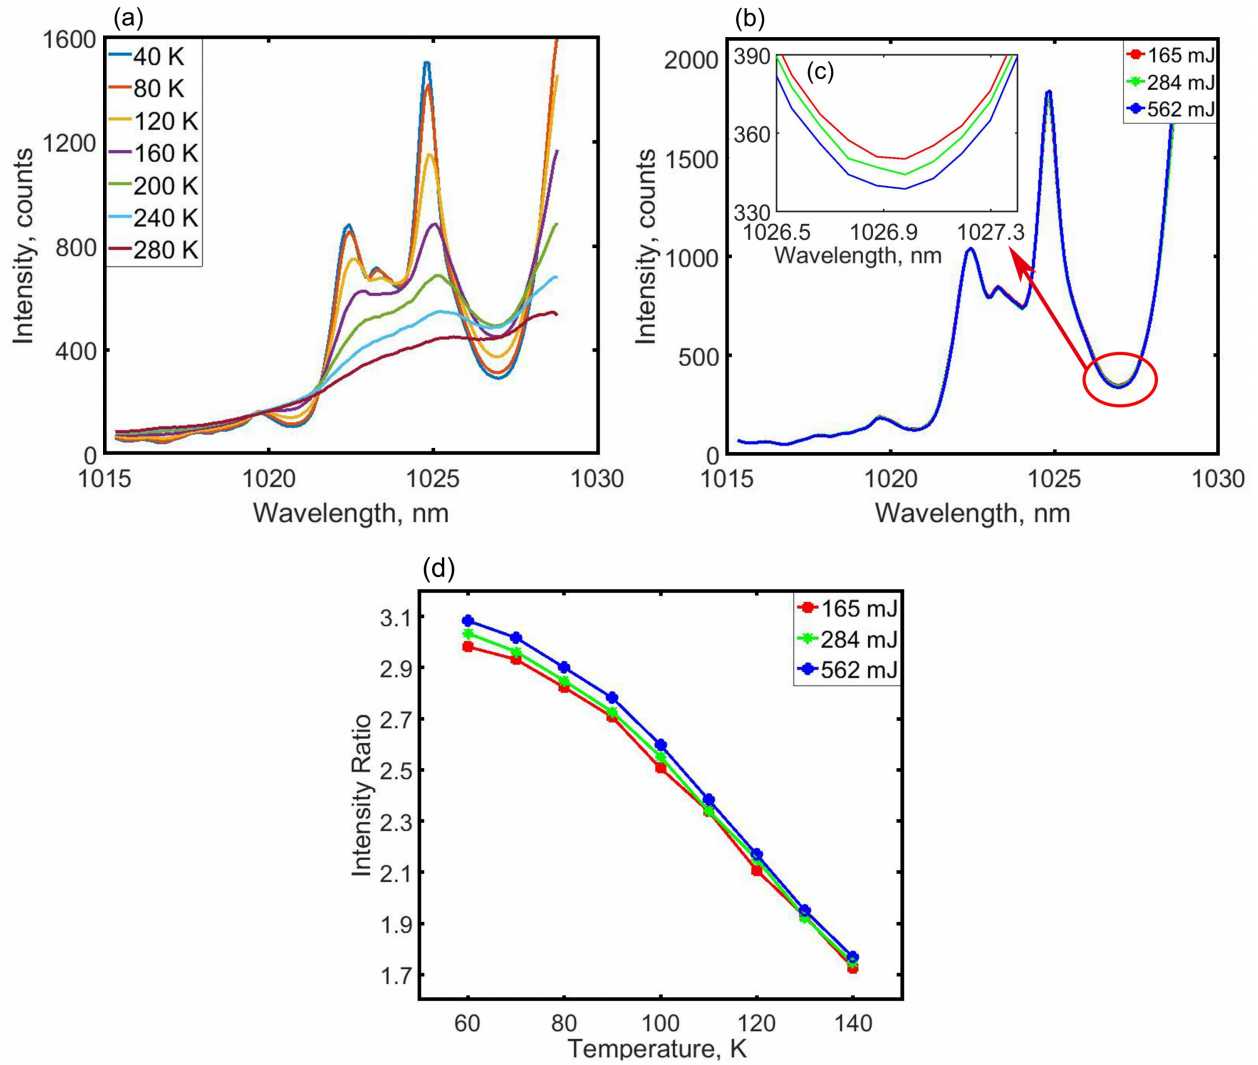 (a)
1600
1200
800
400
0
1015
1020
1025
1030
Intensity, counts
Wavelength, nm
40 K
80 K
120 K
160 K
200 K
240 K
280 K
(b)
2000
1500
1000
500
0
1015
1020
1025
1030
Intensity, counts
Wavelength, nm
165 mJ
284 mJ
562 mJ
(c)
390
360
330
1026.5
1026.9
1027.3
Wavelength, nm
(d)
3.1
2.9
2.7
2.5
2.3
2.1
1.9
1.7
60
80
100
120
140
Intensity Ratio
Temperature, K
165 mJ
284 mJ
562 mJ